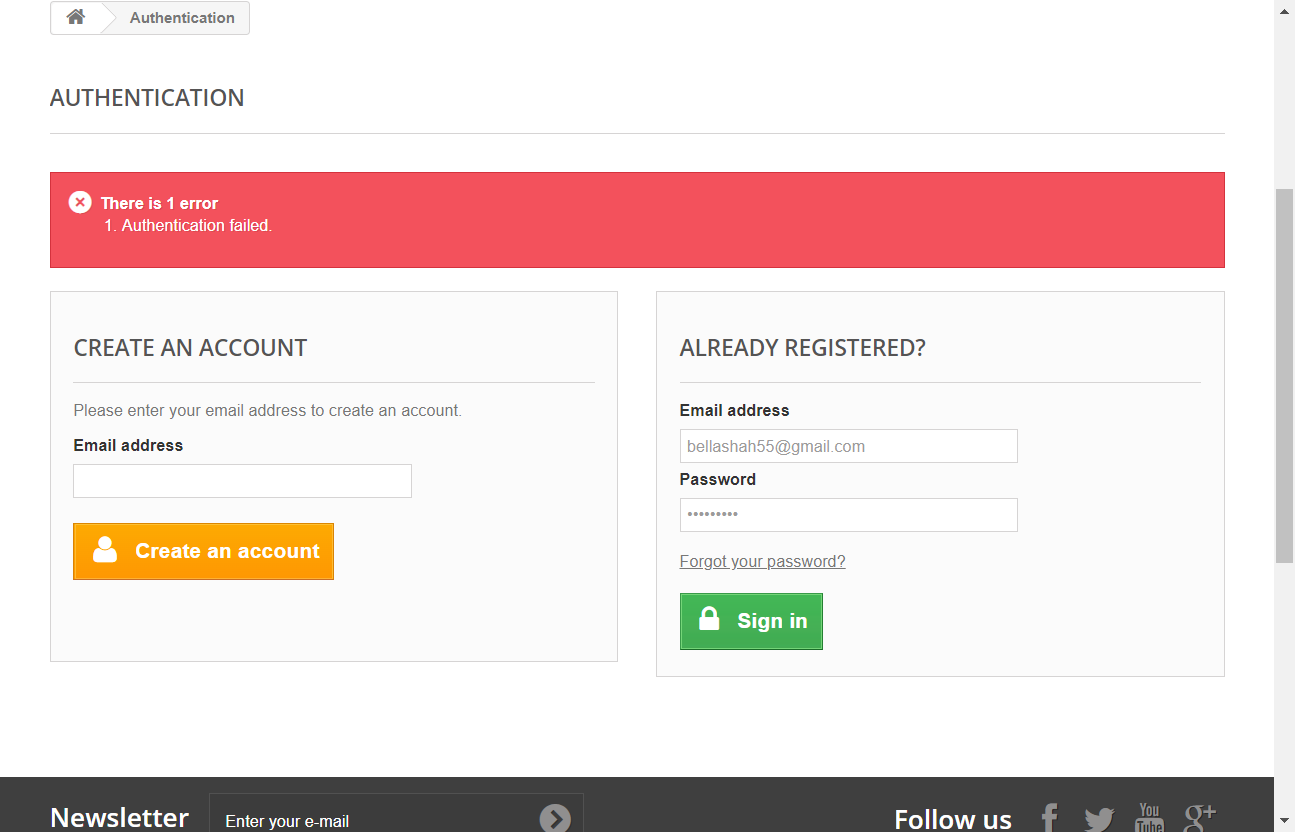 Authentication
AUTHENTICATION
There is 1 error
1. Authentication failed.
CREATE AN ACCOUNT
Please enter your email address to create an account.
Email address
Create an account
ALREADY REGISTERED?
Email address
bellashah55@gmail.com
Password
•••••••••
Forgot your password?
Sign in
Newsletter
Enter your e-mail
Follow us
You
Tube
g+